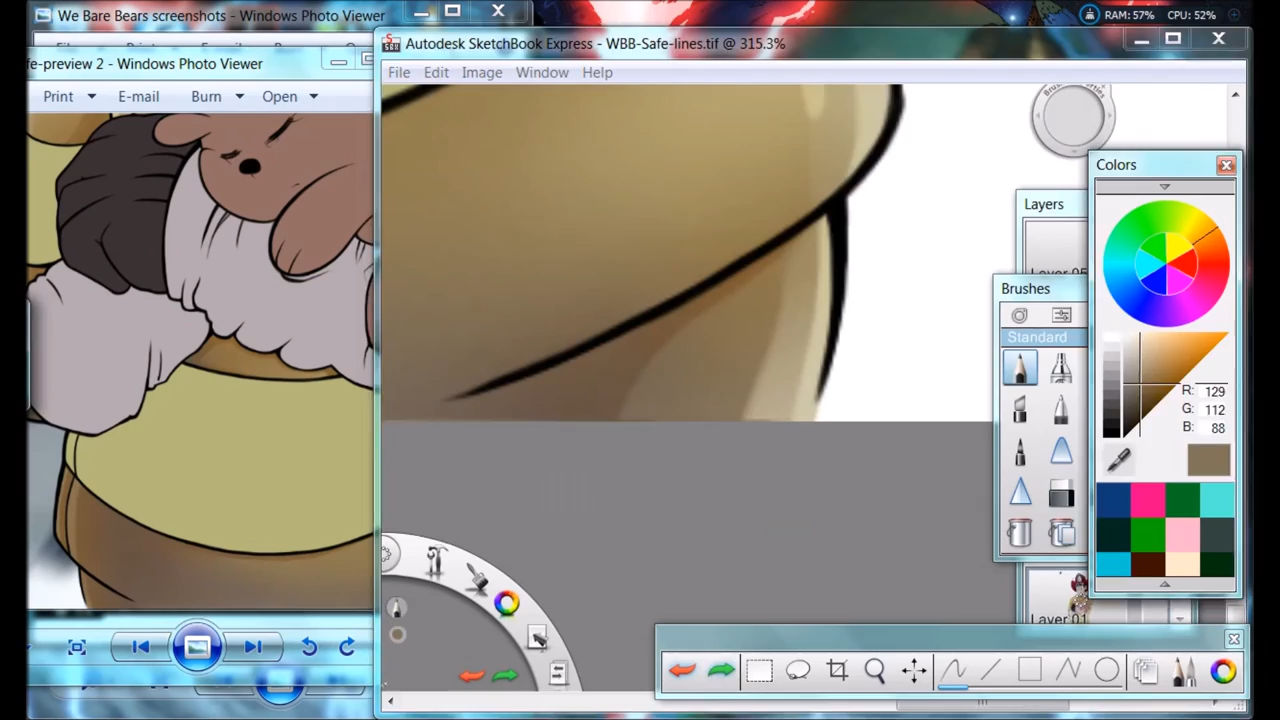 We Bare Bears screenshots - Windows Photo Viewer
RAM: 57% CPU: 52%
fe-preview 2 - Windows Photo Viewer
Autodesk SketchBook Express - WBB-Safe-lines.tif @ 315.3%
File Edit Image Window Help
Print E-mail Burn Open
Colors
Layers
Brushes
Standard
R: 129
G: 112
B: 88
Layer 01